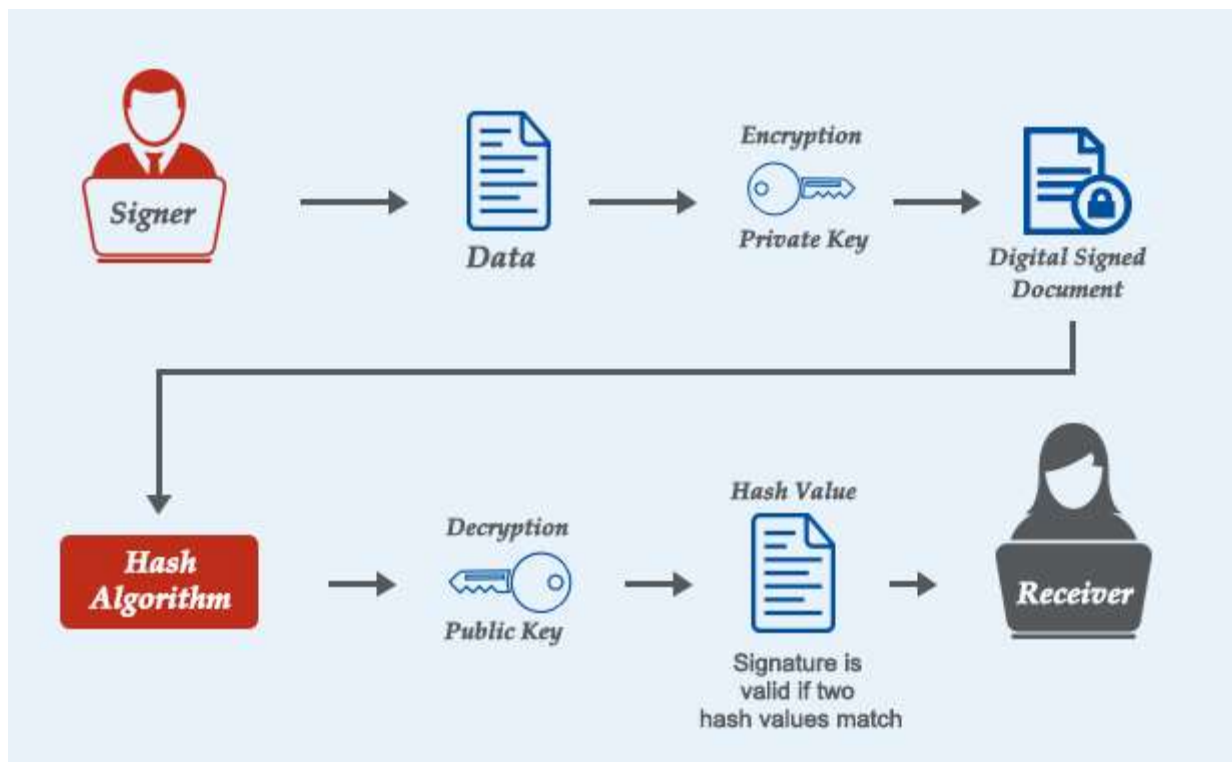 Signer
Data
Encryption
Private Key
Digital Signed
Document
Hash
Algorithm
Decryption
Public Key
Hash Value
Signature is
valid if two
hash values match
Receiver